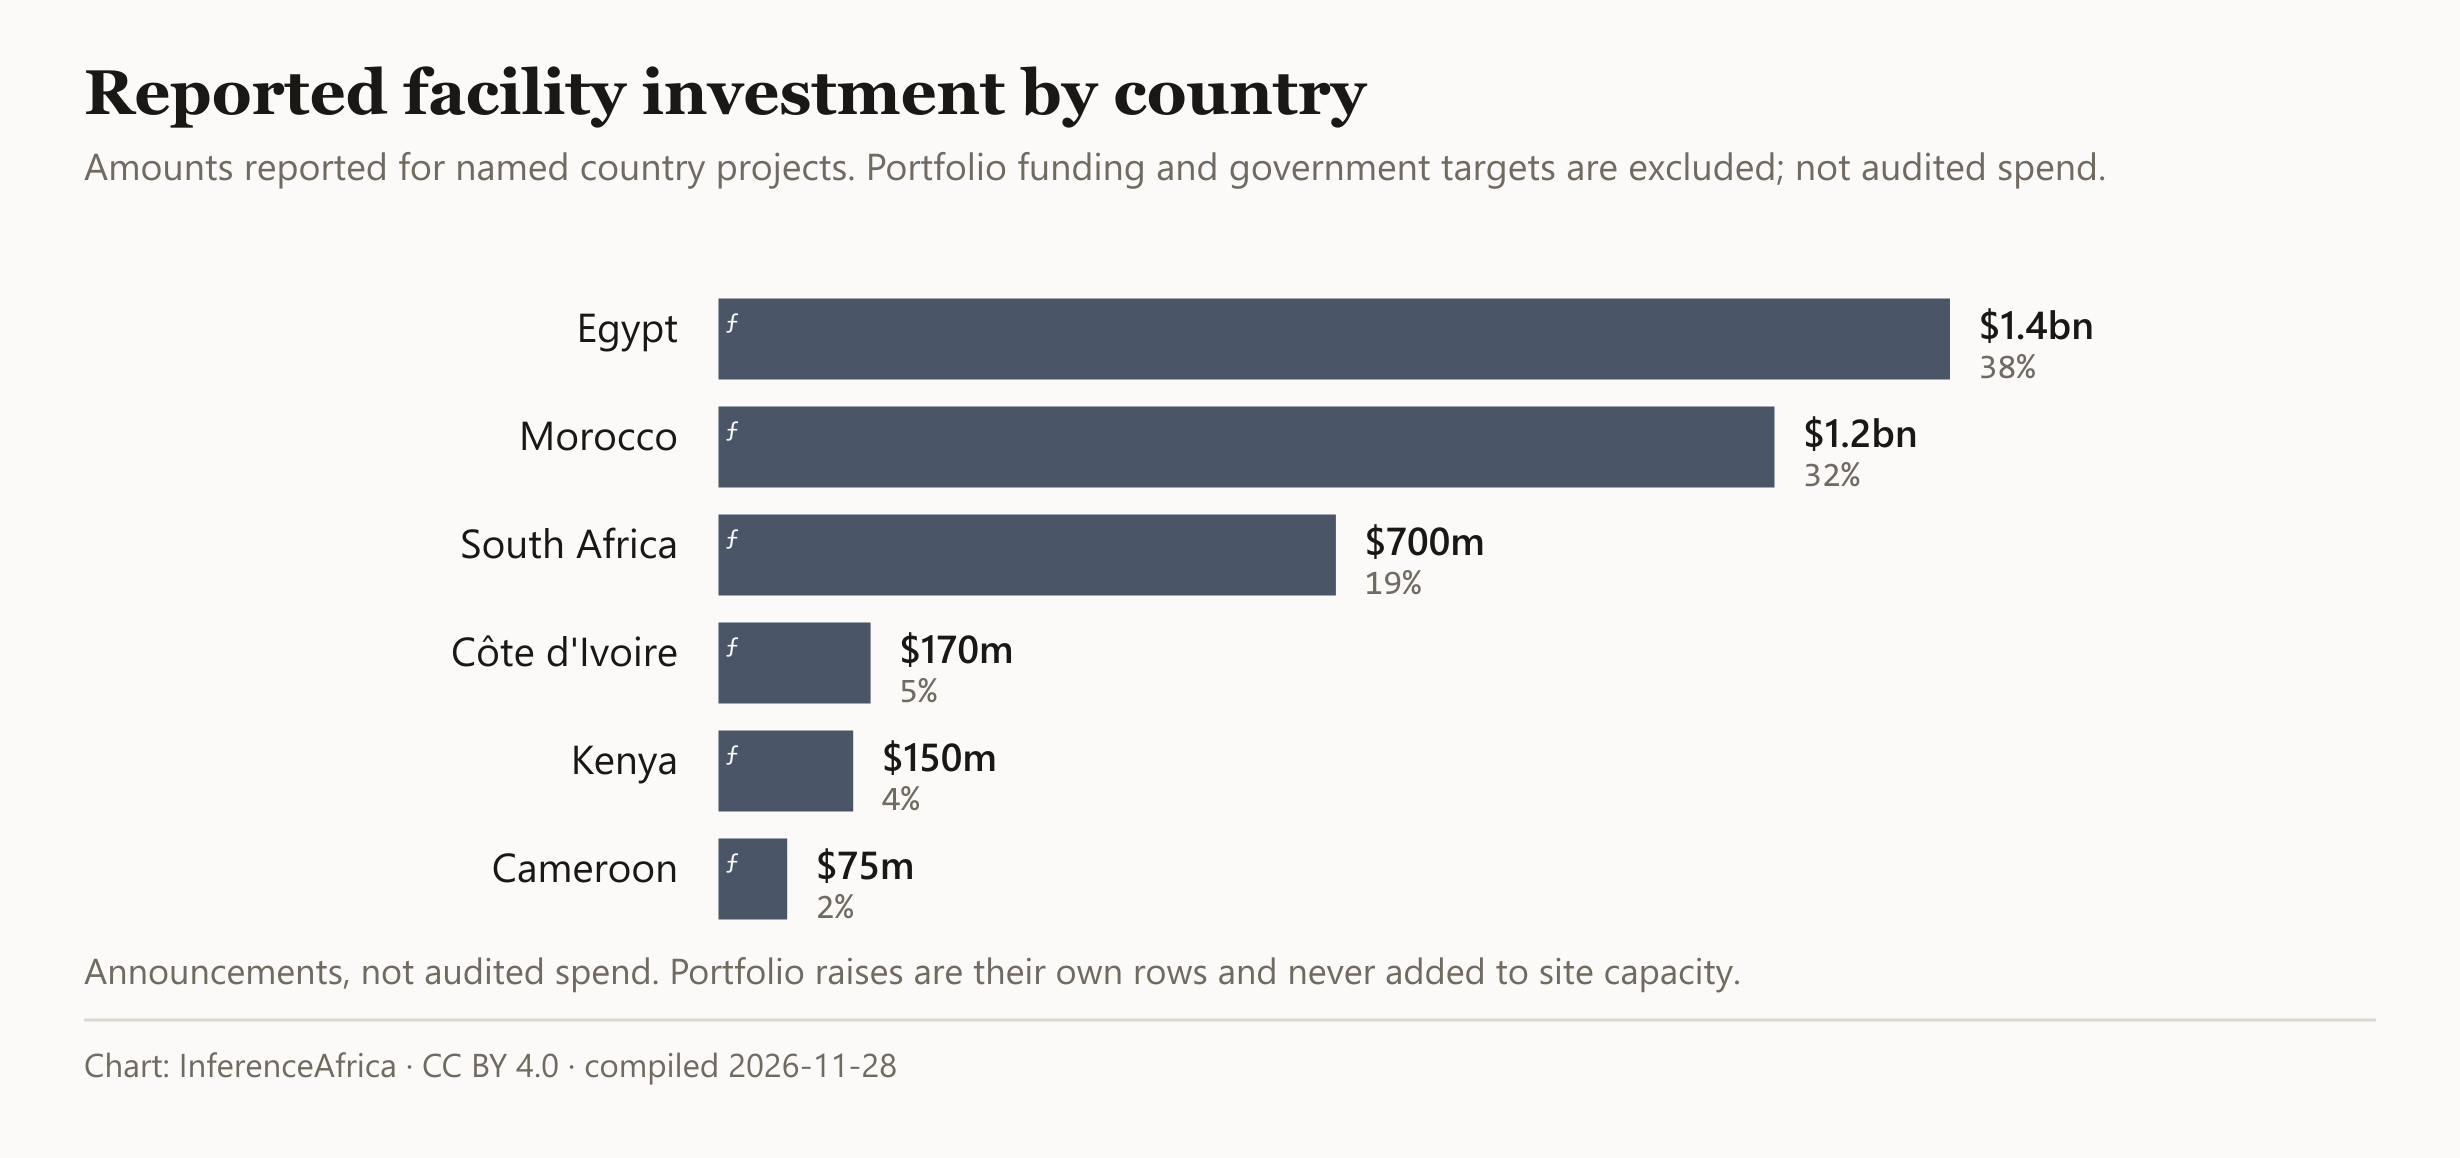 Reported facility investment by country
Amounts reported for named country projects. Portfolio funding and government targets are excluded; not audited spend.
Egypt
ƒ
$1.4bn
38%
Morocco
ƒ
$1.2bn
32%
South Africa
ƒ
$700m
19%
Côte d'Ivoire
ƒ
$170m
5%
Kenya
ƒ
$150m
4%
Cameroon
ƒ
$75m
2%
Announcements, not audited spend. Portfolio raises are their own rows and never added to site capacity.
Chart: InferenceAfrica · CC BY 4.0 · compiled 2026-11-28